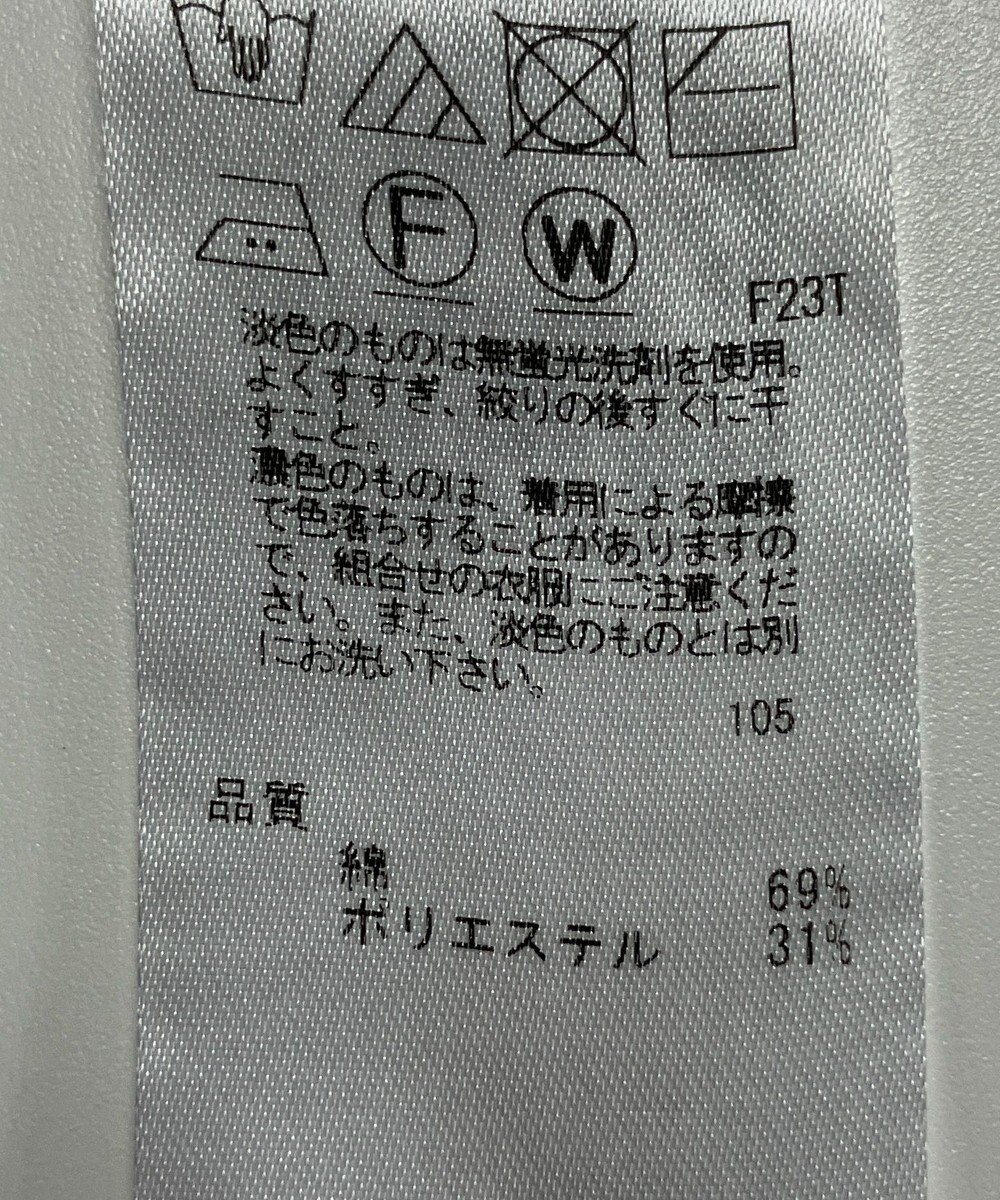 F
W
F23T
淡色のものは無蛍光洗剤を使用。
よくすすぎ、絞りの後すぐに干
すこと。
濃色のものは、着用による摩擦
で色落ちすることがありますの
で、組合せの衣服にご注意くだ
さい。また、淡色のものとは別
にお洗い下さい。
105
品質
綿 69%
ポリエステル 31%